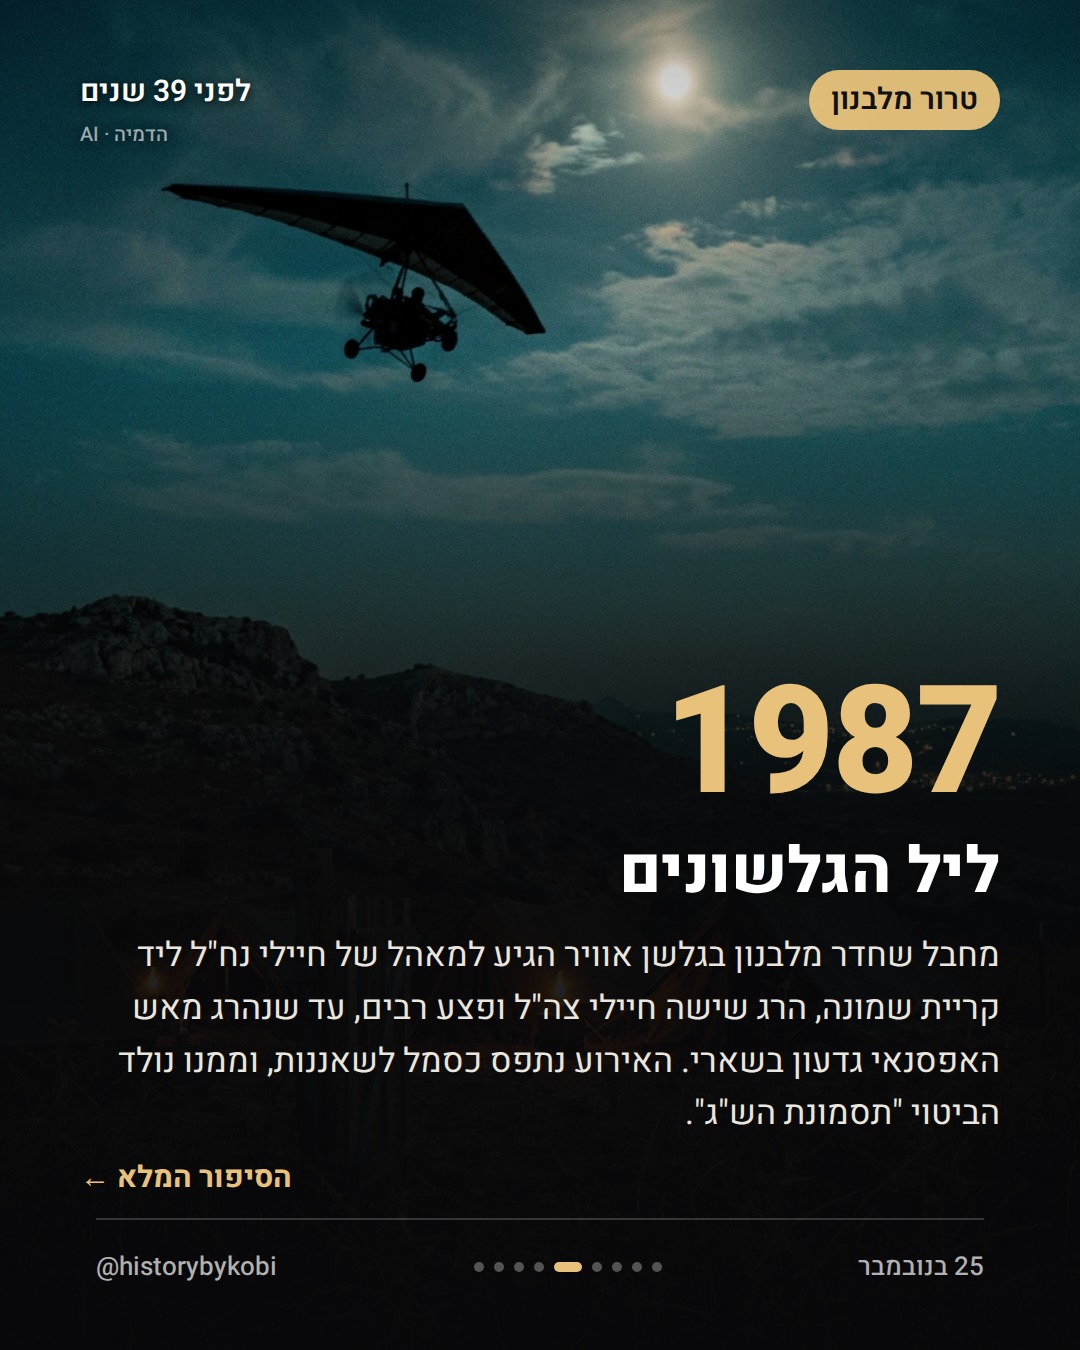 טרור מלבנון
לפני 39 שנים
הדמיה · AI
1987
ליל הגלשונים
מחבל שחדר מלבנון בגלשן אוויר הגיע למאהל של חיילי נח"ל ליד
קריית שמונה, הרג שישה חיילי צה"ל ופצע רבים, עד שנהרג מאש
האפסנאי גדעון בשארי. האירוע נתפס כסמל לשאננות, וממנו נולד
הביטוי "תסמונת הש"ג".
הסיפור המלא ←
25 בנובמבר
@historybykobi